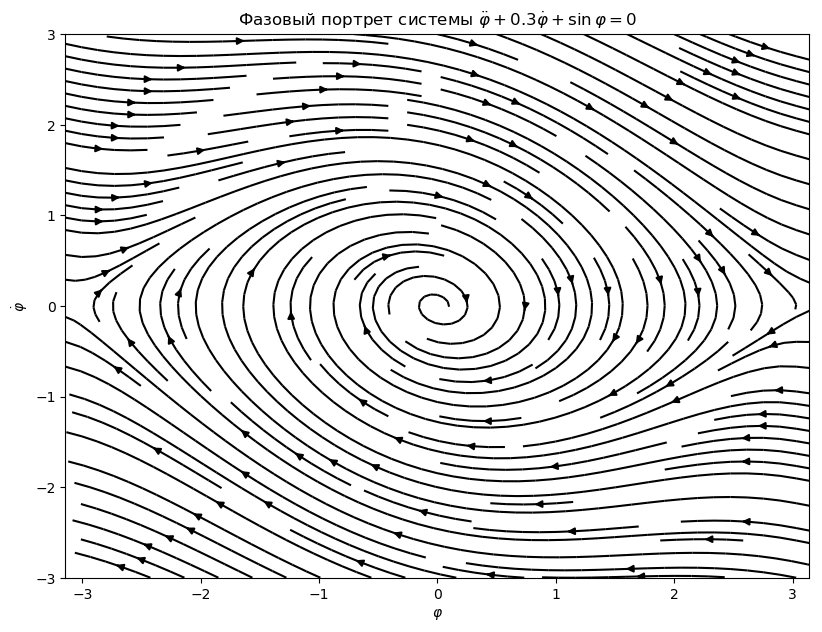 Фазовый портрет системы φ̈ + 0.3φ̇ + sin φ = 0
3
2
1
0
−1
−2
−3
φ̇
−3 −2 −1 0 1 2 3
φ